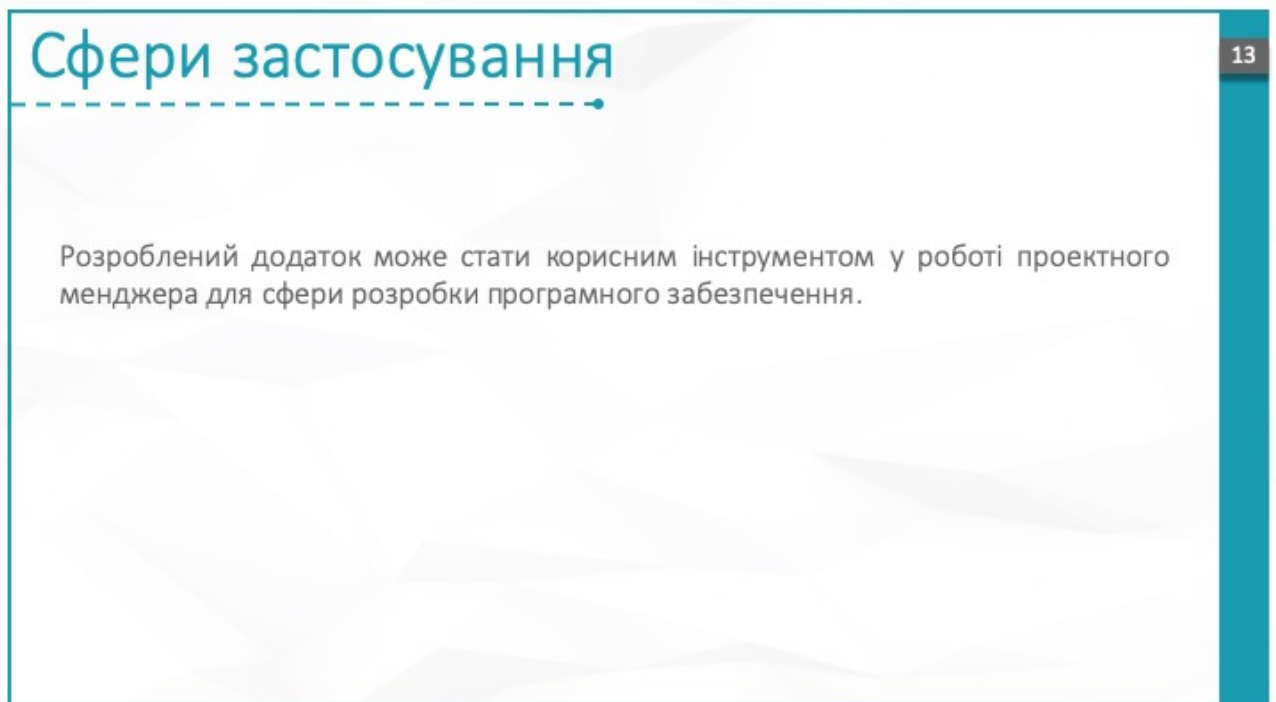 Сфери застосування
13
Розроблений додаток може стати корисним інструментом у роботі проектного
менджера для сфери розробки програмного забезпечення.